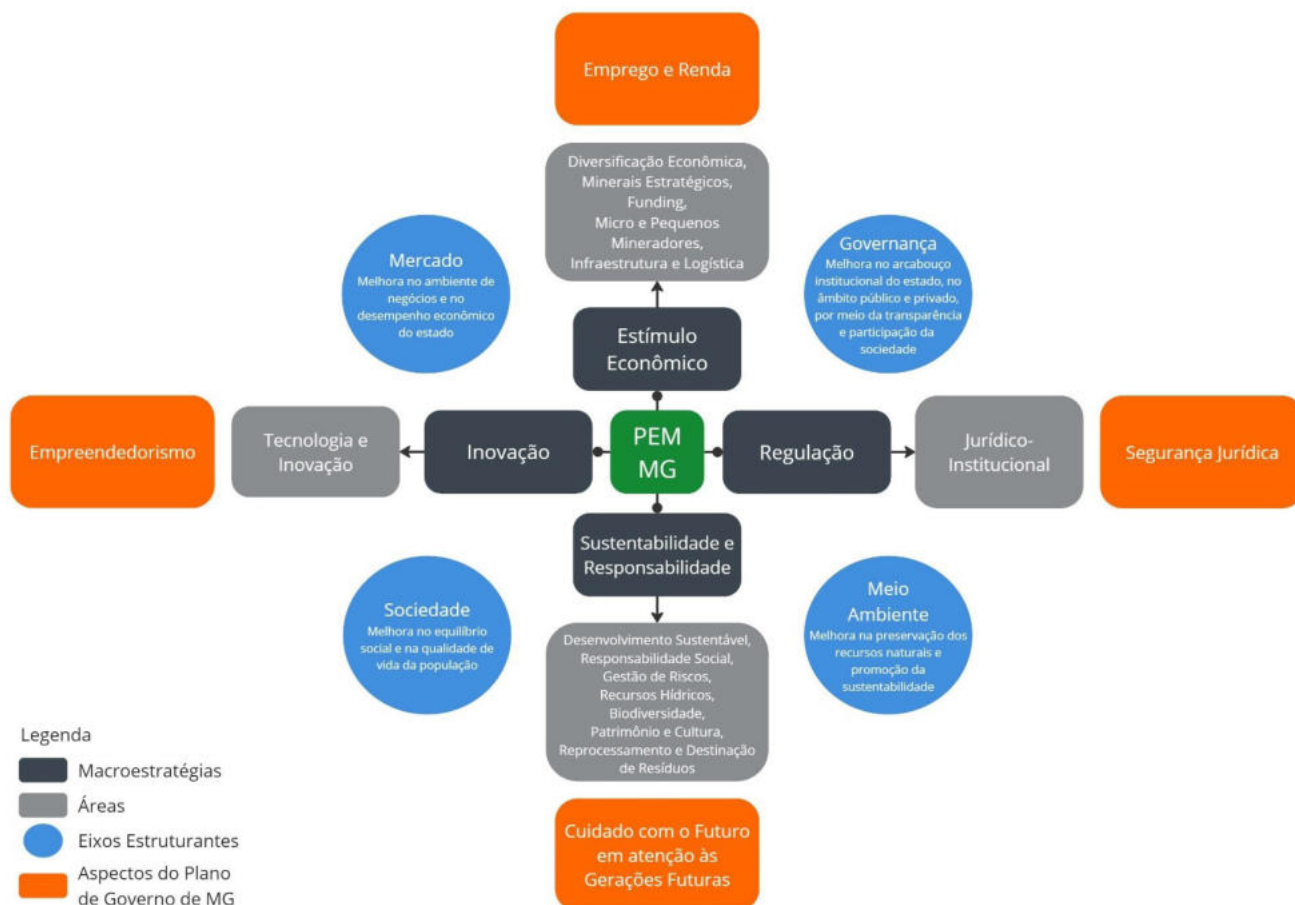 Emprego e Renda
Diversificação Econômica,
Minerais Estratégicos,
Funding,
Micro e Pequenos
Mineradores,
Infraestrutura e Logística
Mercado
Melhora no ambiente de
negócios e no
desempenho econômico
do estado
Governança
Melhora no arcabouço
institucional do estado, no
âmbito público e privado,
por meio da transparência
e participação da
sociedade
Estímulo
Econômico
Empreendedorismo
Tecnologia e
Inovação
Inovação
PEM
MG
Regulação
Jurídico-
Institucional
Segurança Jurídica
Sustentabilidade e
Responsabilidade
Sociedade
Melhora no equilíbrio
social e na qualidade de
vida da população
Meio
Ambiente
Melhora na preservação dos
recursos naturais e
promoção da
sustentabilidade
Desenvolvimento Sustentável,
Responsabilidade Social,
Gestão de Riscos,
Recursos Hídricos,
Biodiversidade,
Patrimônio e Cultura,
Reprocessamento e Destinação
de Resíduos
Cuidado com o Futuro
em atenção às
Gerações Futuras
Legenda
Macroestratégias
Áreas
Eixos Estruturantes
Aspectos do Plano
de Governo de MG